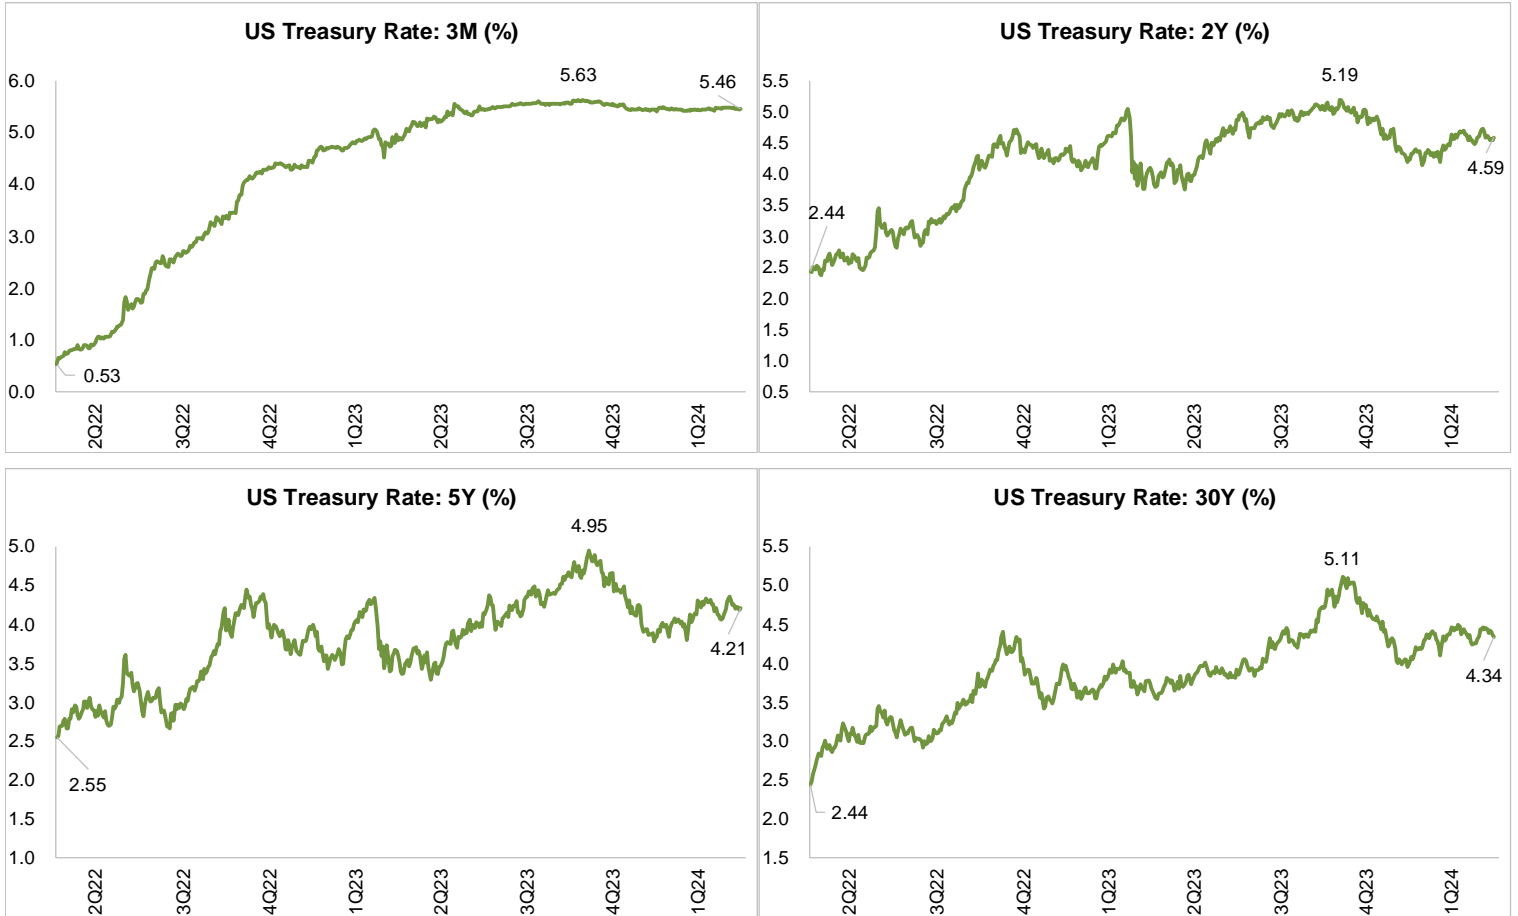 US Treasury Rate: 3M (%)
5.63
5.46
6.0
5.0
4.0
3.0
2.0
1.0
0.0
0.53
2Q22
3Q22
4Q22
1Q23
2Q23
3Q23
4Q23
1Q24
US Treasury Rate: 2Y (%)
5.19
5.5
5.0
4.5
4.0
3.5
3.0
2.5
2.0
1.5
1.0
0.5
2.44
4.59
2Q22
3Q22
4Q22
1Q23
2Q23
3Q23
4Q23
1Q24
US Treasury Rate: 5Y (%)
4.95
5.0
4.5
4.0
3.5
3.0
2.5
2.0
1.5
1.0
4.21
2.55
2Q22
3Q22
4Q22
1Q23
2Q23
3Q23
4Q23
1Q24
US Treasury Rate: 30Y (%)
5.11
5.5
5.0
4.5
4.0
3.5
3.0
2.5
2.0
1.5
4.34
2.44
2Q22
3Q22
4Q22
1Q23
2Q23
3Q23
4Q23
1Q24